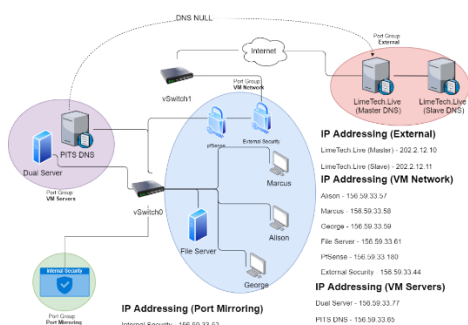 DNS NULL
Port Group
External
Internet
Port Group
VM Network
vSwitch1
LimeTech.Live
(Master DNS)
LimeTech.Live
(Slave DNS)
pfSense
External Security
PITS DNS
Dual Server
Port Group
VM Servers
vSwitch0
Marcus
Alison
File Server
George
Internal Security
Port Group
Port Mirroring
IP Addressing (External)
LimeTech.Live (Master) - 202.2.12.10
LimeTech.Live (Slave) - 202.2.12.11
IP Addressing (VM Network)
Alison - 156.59.33.57
Marcus - 156.59.33.58
George - 156.59.33.59
File Server - 156.59.33.61
PfSense - 156.59.33.180
External Security - 156.59.33.44
IP Addressing (VM Servers)
Dual Server - 156.59.33.77
PITS DNS - 156.59.33.65
IP Addressing (Port Mirroring)